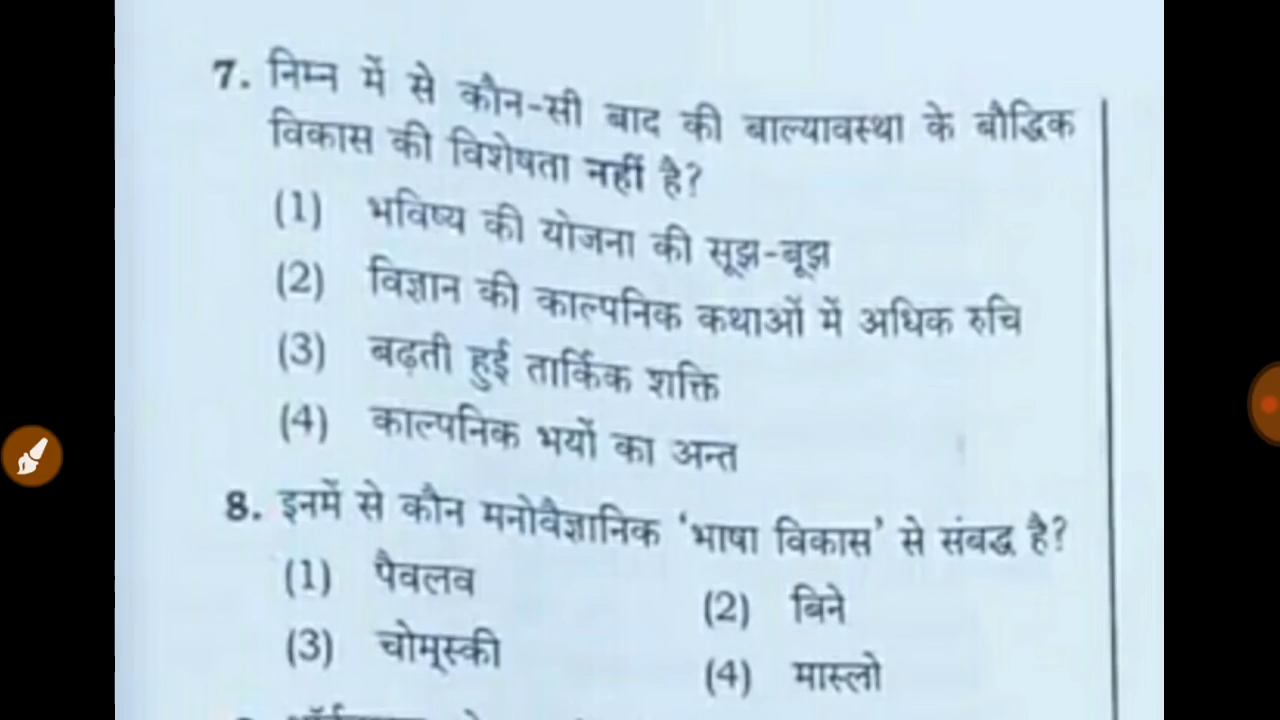 7. निम्न में से कौन-सी बाद की बाल्यावस्था के बौद्धिक
विकास की विशेषता नहीं है?
(1) भविष्य की योजना की सूझ-बूझ
(2) विज्ञान की काल्पनिक कथाओं में अधिक रुचि
(3) बढ़ती हुई तार्किक शक्ति
(4) काल्पनिक भयों का अन्त
8. इनमें से कौन मनोवैज्ञानिक 'भाषा विकास' से संबद्ध है?
(1) पैवलव (2) बिने
(3) चोम्स्की (4) मास्लो